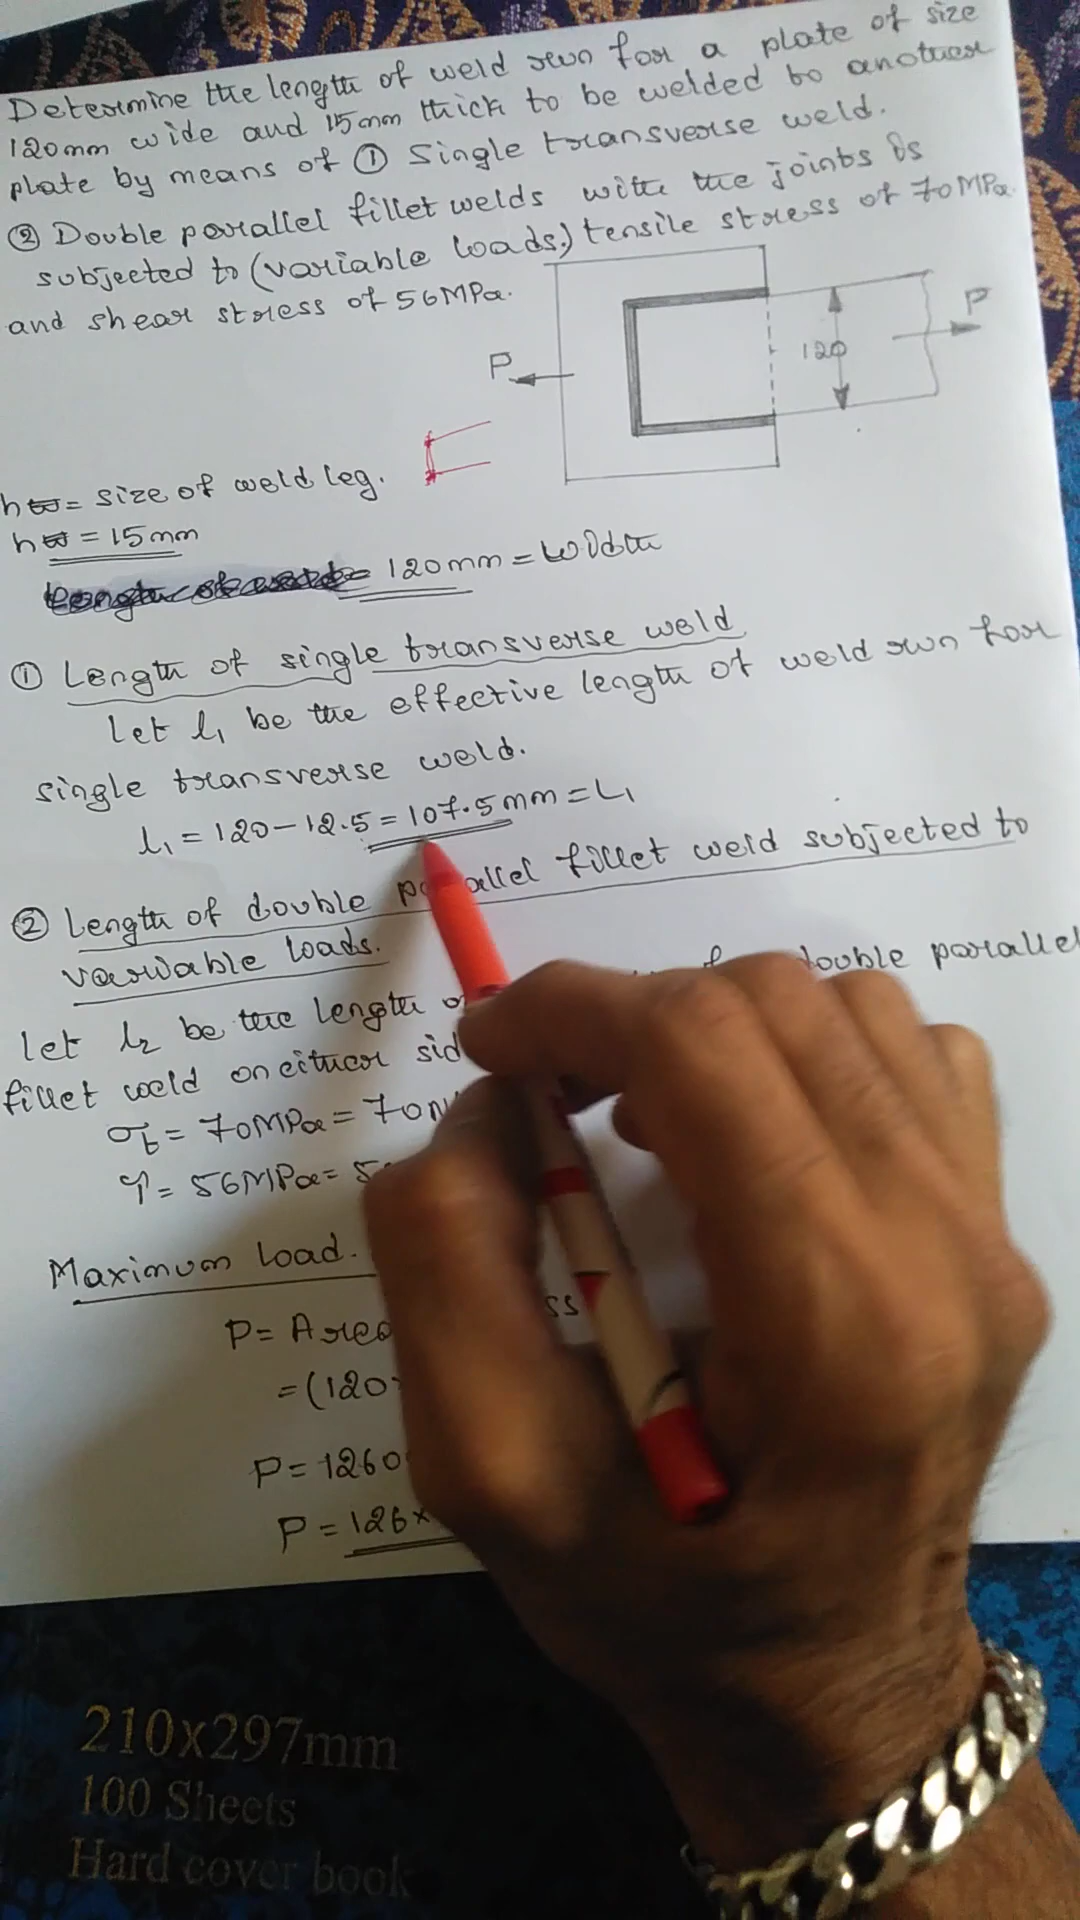 Determine the length of weld run for a plate of size
120mm wide and 15mm thick to be welded to another
plate by means of ① Single transverse weld.
② Double parallel fillet welds with the joints is
subjected to (variable loads.) tensile stress of 70MPa.
and shear stress of 56MPa.
P
120
P
h = size of weld leg.
h = 15mm
= 120mm = Width
① Length of single transverse weld
Let l₁ be the effective length of weld run for
single transverse weld.
l₁ = 120 - 12.5 = 107.5mm = L₁
② Length of double parallel fillet weld subjected to
variable loads.
Let l₂ be the length double parallel
fillet weld on either
σt = 70MPa =
τ = 56MPa =
Maximum load.
P = Area
= (120
P = 1260
P = 126×
210x297mm
100 Sheets
Hard cover book